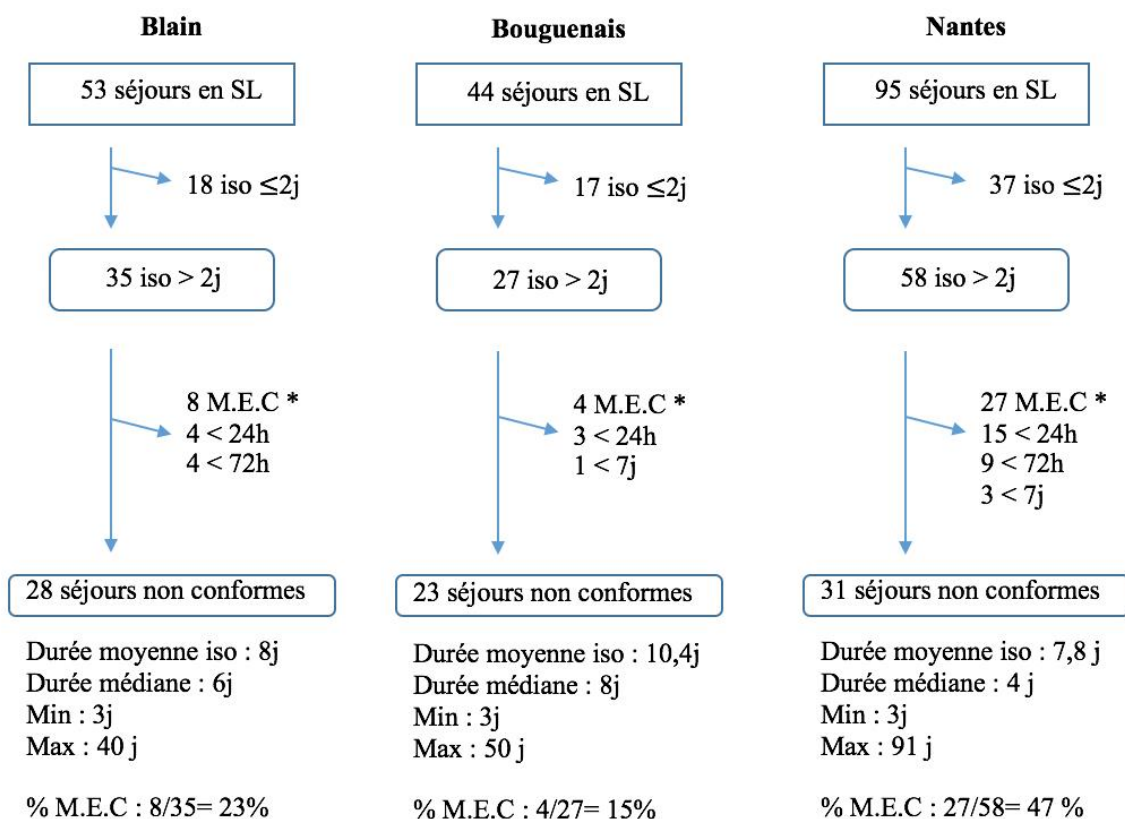 Blain
53 séjours en SL
18 iso ≤2j
35 iso > 2j
8 M.E.C *
4 < 24h
4 < 72h
28 séjours non conformes
Durée moyenne iso : 8j
Durée médiane : 6j
Min : 3j
Max : 40 j
% M.E.C : 8/35= 23%
Bouguenais
44 séjours en SL
17 iso ≤2j
27 iso > 2j
4 M.E.C *
3 < 24h
1 < 7j
23 séjours non conformes
Durée moyenne iso : 10,4j
Durée médiane : 8j
Min : 3j
Max : 50 j
% M.E.C : 4/27= 15%
Nantes
95 séjours en SL
37 iso ≤2j
58 iso > 2j
27 M.E.C *
15 < 24h
9 < 72h
3 < 7j
31 séjours non conformes
Durée moyenne iso : 7,8 j
Durée médiane : 4 j
Min : 3j
Max : 91 j
% M.E.C : 27/58= 47 %